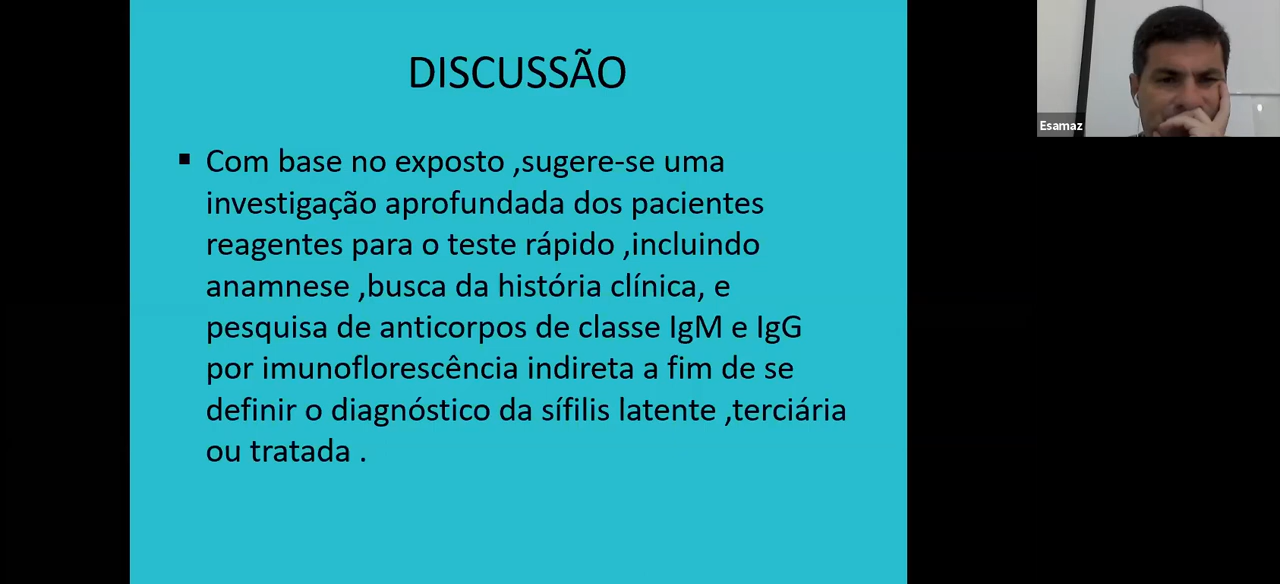 DISCUSSÃO
▪ Com base no exposto ,sugere-se uma
investigação aprofundada dos pacientes
reagentes para o teste rápido ,incluindo
anamnese ,busca da história clínica, e
pesquisa de anticorpos de classe IgM e IgG
por imunoflorescência indireta a fim de se
definir o diagnóstico da sífilis latente ,terciária
ou tratada .
Esamaz